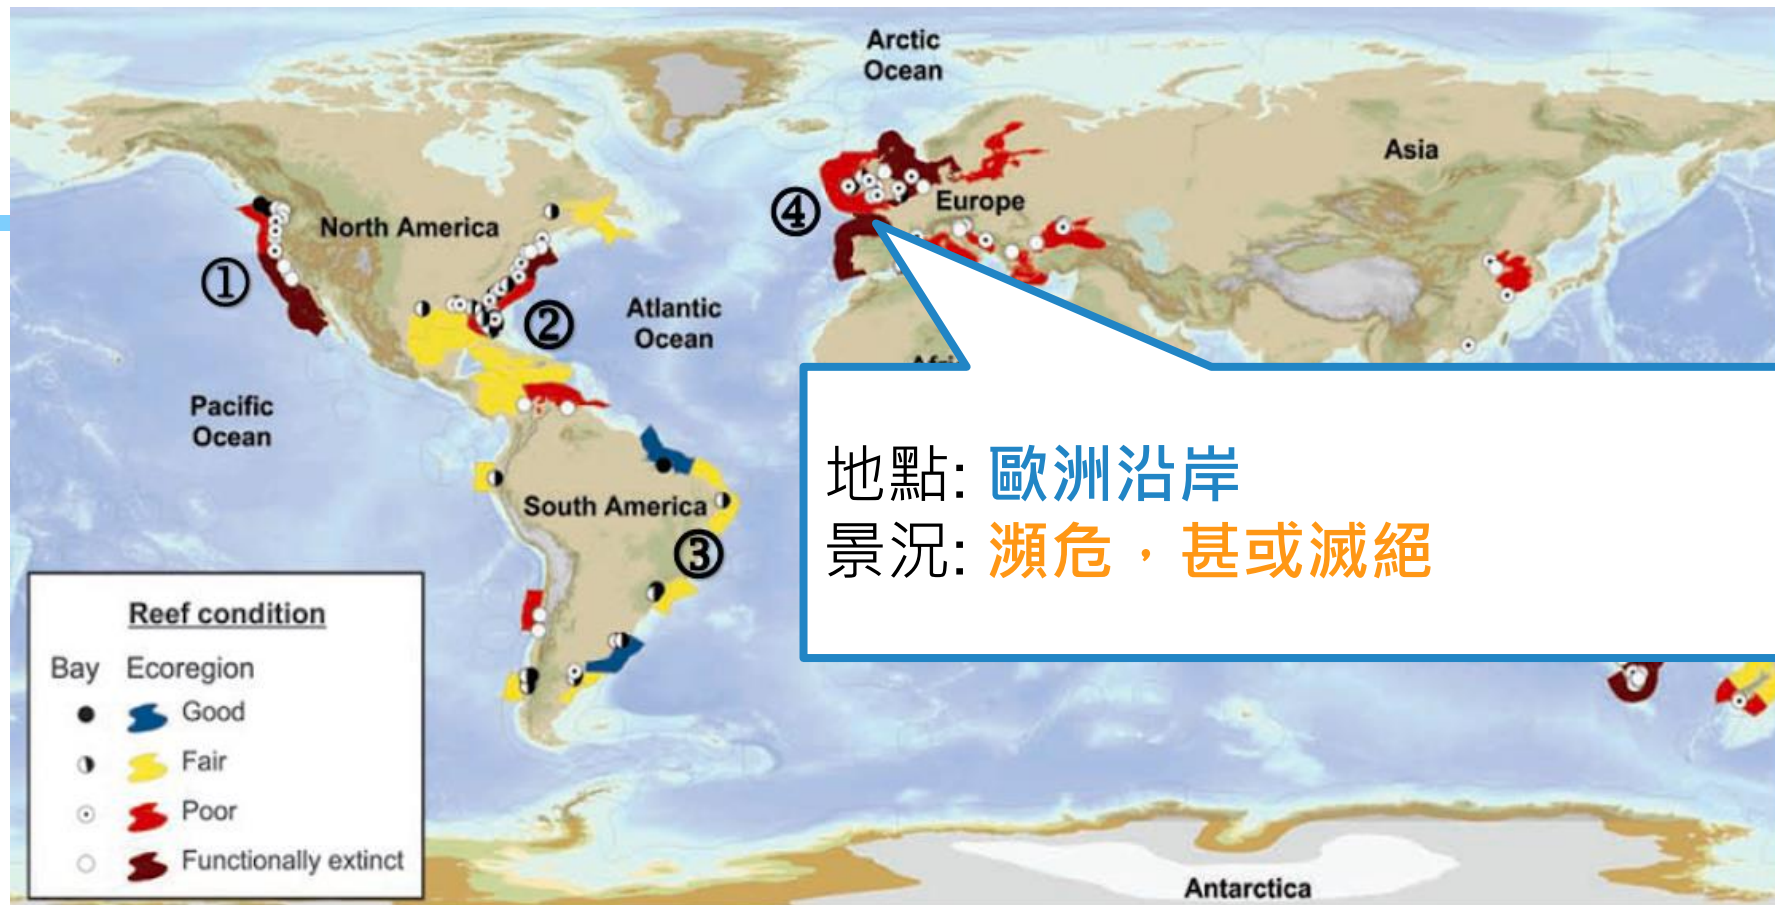 Arctic
Ocean
Asia
④
Europe
North America
①
②
Atlantic
Ocean
Pacific
Ocean
地點: 歐洲沿岸
景況: 瀕危，甚或滅絕
South America
③
Reef condition
Bay Ecoregion
Good
Fair
Poor
Functionally extinct
Antarctica